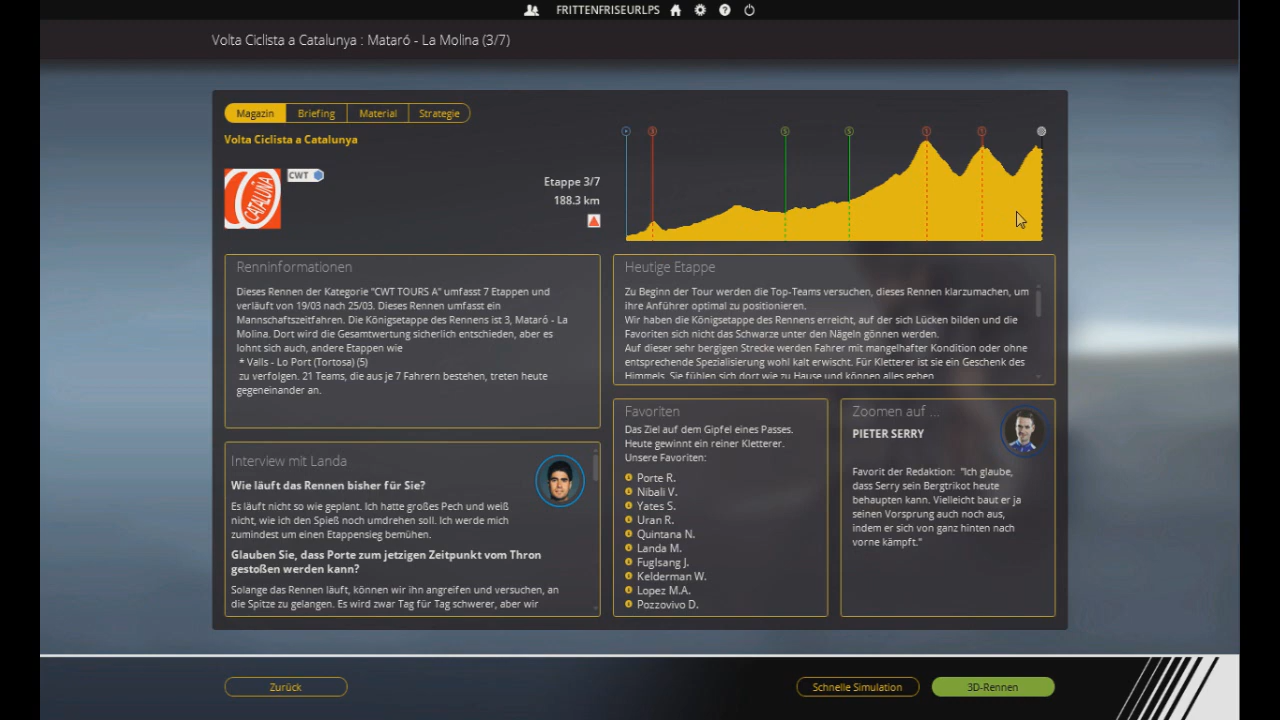 FRITTENFRISEURLPS
Volta Ciclista a Catalunya : Mataró - La Molina (3/7)
Magazin
Briefing
Material
Strategie
Volta Ciclista a Catalunya
CATALUNYA
CWT
Etappe 3/7
188.3 km
Renninformationen
Dieses Rennen der Kategorie "CWT TOURS A" umfasst 7 Etappen und
verläuft von 19/03 nach 25/03. Dieses Rennen umfasst ein
Mannschaftszeitfahren. Die Königsetappe des Rennens ist 3, Mataró - La
Molina. Dort wird die Gesamtwertung sicherlich entschieden, aber es
lohnt sich auch, andere Etappen wie
* Valls - Lo Port (Tortosa) (5)
zu verfolgen. 21 Teams, die aus je 7 Fahrern bestehen, treten heute
gegeneinander an.
Heutige Etappe
Zu Beginn der Tour werden die Top-Teams versuchen, dieses Rennen klarzumachen, um
ihre Anführer optimal zu positionieren.
Wir haben die Königsetappe des Rennens erreicht, auf der sich Lücken bilden und die
Favoriten sich nicht das Schwarze unter den Nägeln gönnen werden.
Auf dieser sehr bergigen Strecke werden Fahrer mit mangelhafter Kondition oder ohne
entsprechende Spezialisierung wohl kalt erwischt. Für Kletterer ist sie ein Geschenk des
Himmels. Sie fühlen sich dort wie zu Hause und können alles geben.
Interview mit Landa
Wie läuft das Rennen bisher für Sie?
Es läuft nicht so wie geplant. Ich hatte großes Pech und weiß
nicht, wie ich den Spieß noch umdrehen soll. Ich werde mich
zumindest um einen Etappensieg bemühen.
Glauben Sie, dass Porte zum jetzigen Zeitpunkt vom Thron
gestoßen werden kann?
Solange das Rennen läuft, können wir ihn angreifen und versuchen, an
die Spitze zu gelangen. Es wird zwar Tag für Tag schwerer, aber wir
Favoriten
Das Ziel auf dem Gipfel eines Passes.
Heute gewinnt ein reiner Kletterer.
Unsere Favoriten:
Porte R.
Nibali V.
Yates S.
Uran R.
Quintana N.
Landa M.
Fuglsang J.
Kelderman W.
Lopez M.A.
Pozzovivo D.
Zoomen auf ...
PIETER SERRY
Favorit der Redaktion: "Ich glaube,
dass Serry sein Bergtrikot heute
behaupten kann. Vielleicht baut er ja
seinen Vorsprung auch noch aus,
indem er sich von ganz hinten nach
vorne kämpft."
Zurück
Schnelle Simulation
3D-Rennen